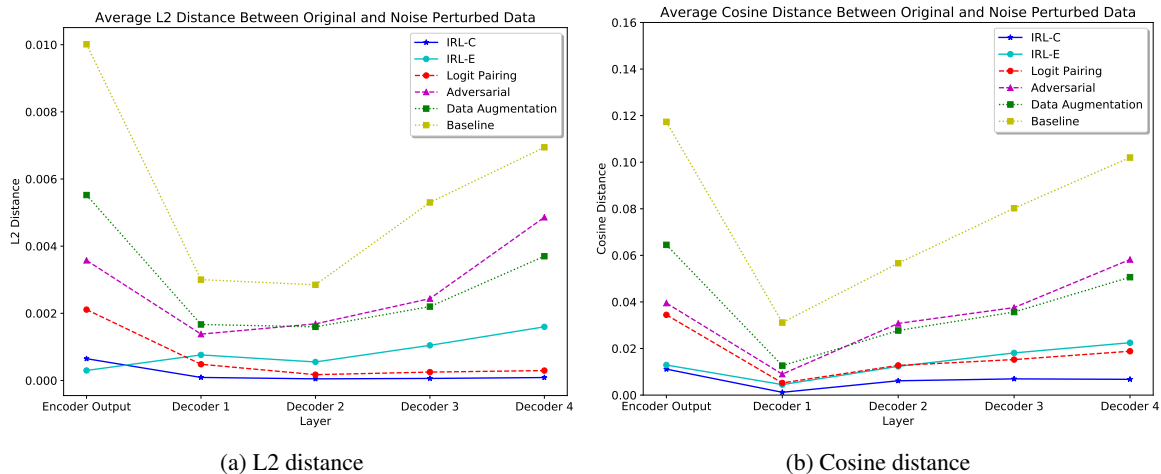 Average L2 Distance Between Original and Noise Perturbed Data
0.010
0.008
0.006
0.004
0.002
0.000
L2 Distance
IRL-C
IRL-E
Logit Pairing
Adversarial
Data Augmentation
Baseline
Encoder Output Decoder 1 Decoder 2 Decoder 3 Decoder 4
Layer
(a) L2 distance
Average Cosine Distance Between Original and Noise Perturbed Data
0.16
0.14
0.12
0.10
0.08
0.06
0.04
0.02
0.00
Cosine Distance
IRL-C
IRL-E
Logit Pairing
Adversarial
Data Augmentation
Baseline
Encoder Output Decoder 1 Decoder 2 Decoder 3 Decoder 4
Layer
(b) Cosine distance